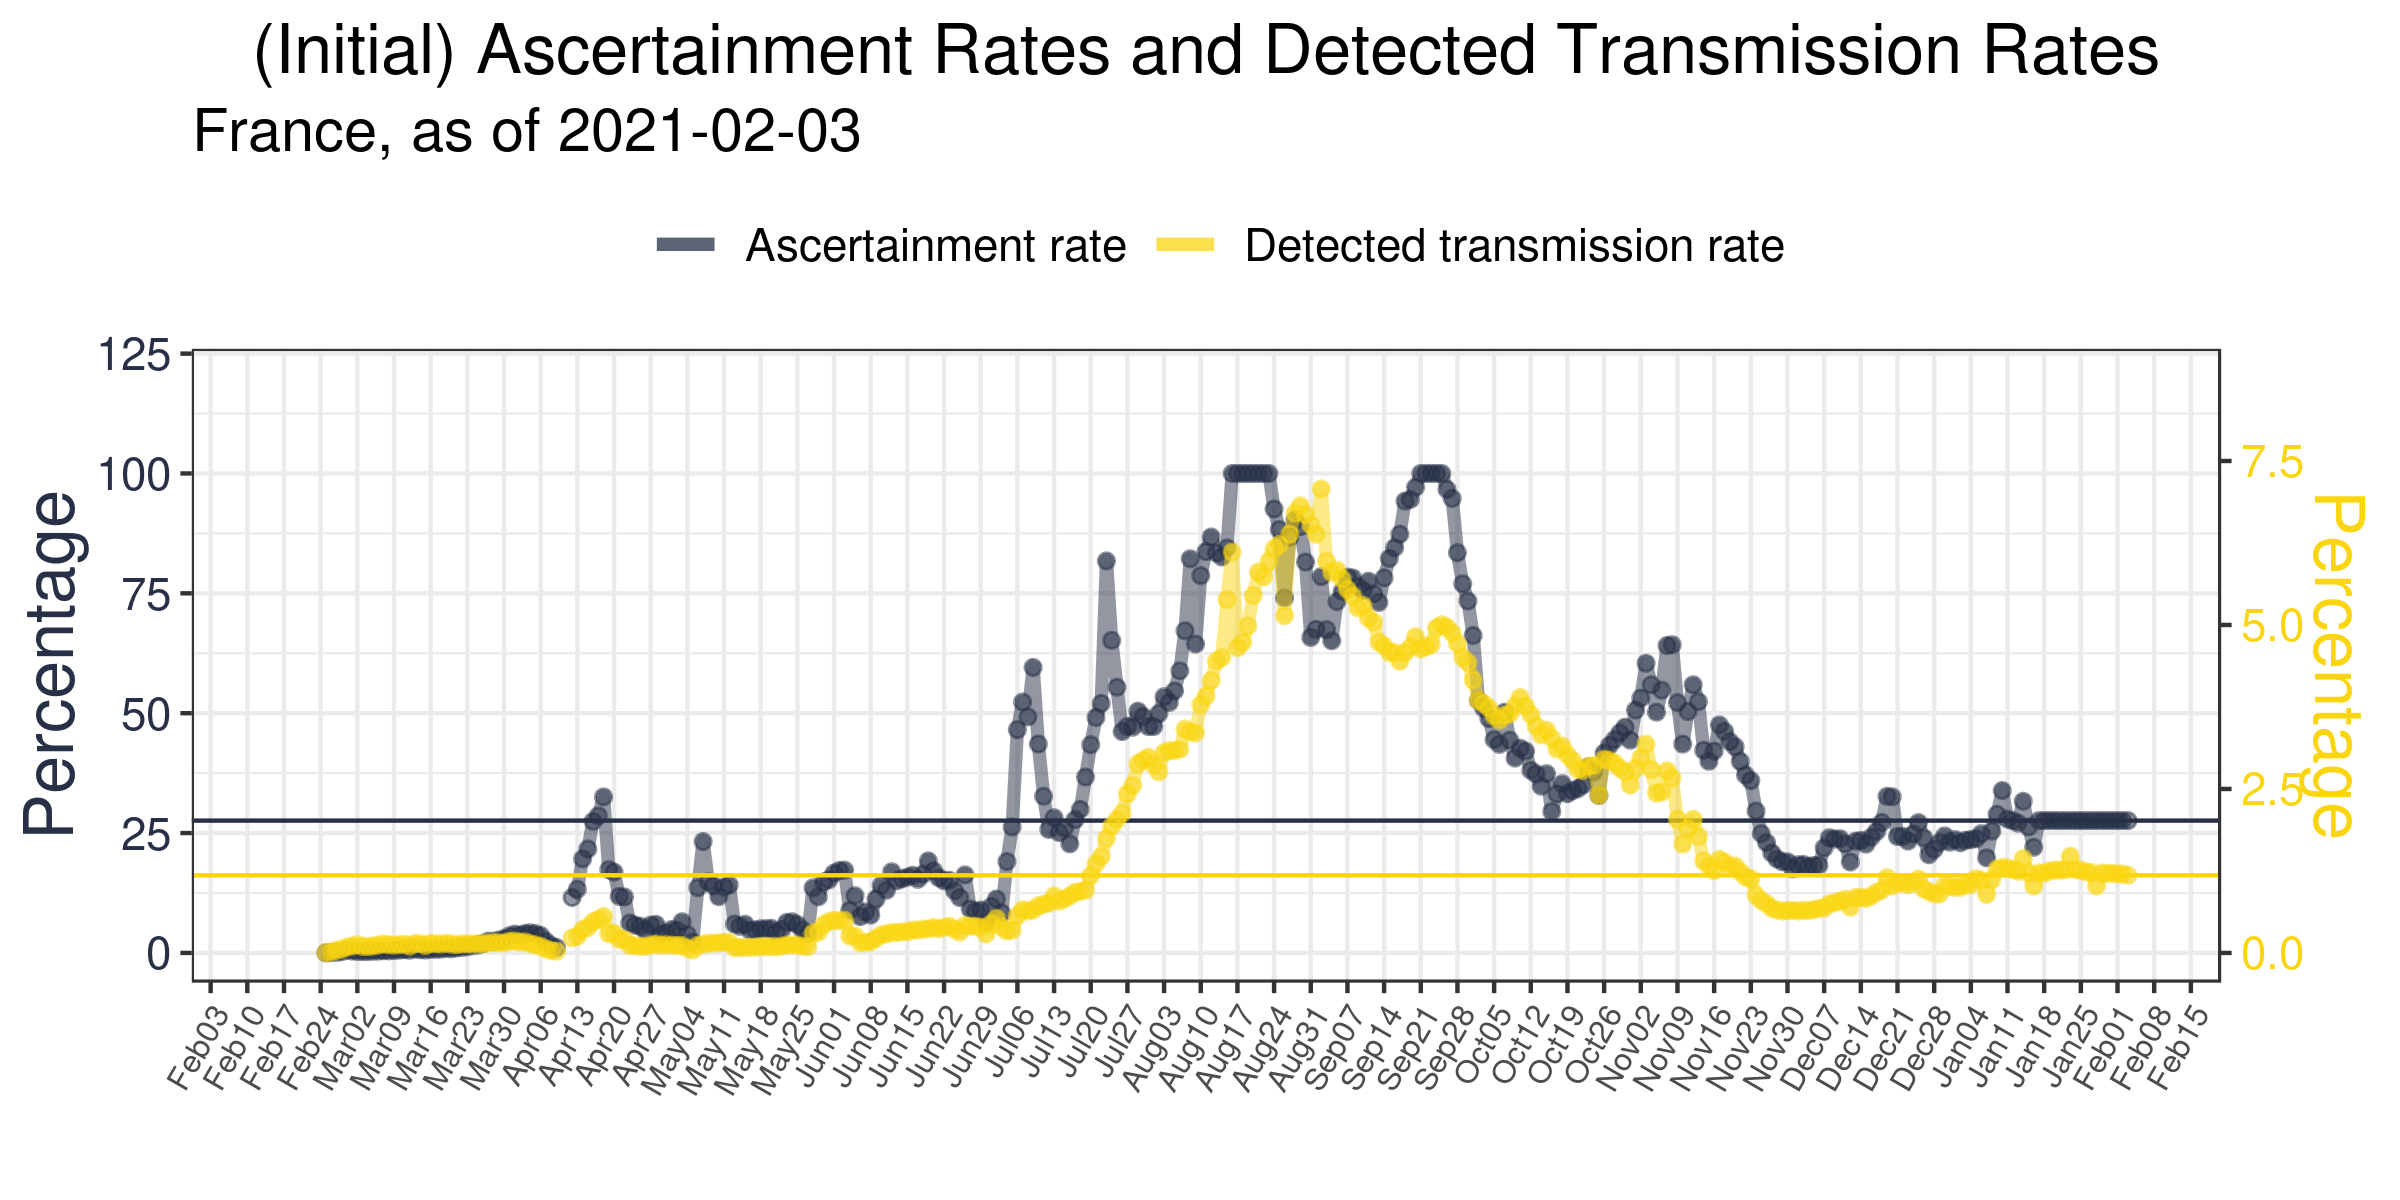 (Initial) Ascertainment Rates and Detected Transmission Rates
France, as of 2021-02-03
Ascertainment rate
Detected transmission rate
Percentage
125
100
75
50
25
0
7.5
5.0
2.5
0.0
Percentage
Feb03
Feb10
Feb17
Feb24
Mar02
Mar09
Mar16
Mar23
Mar30
Apr06
Apr13
Apr20
Apr27
May04
May11
May18
May25
Jun01
Jun08
Jun15
Jun22
Jun29
Jul06
Jul13
Jul20
Jul27
Aug03
Aug10
Aug17
Aug24
Aug31
Sep07
Sep14
Sep21
Sep28
Oct05
Oct12
Oct19
Oct26
Nov02
Nov09
Nov16
Nov23
Nov30
Dec07
Dec14
Dec21
Dec28
Jan04
Jan11
Jan18
Jan25
Feb01
Feb08
Feb15